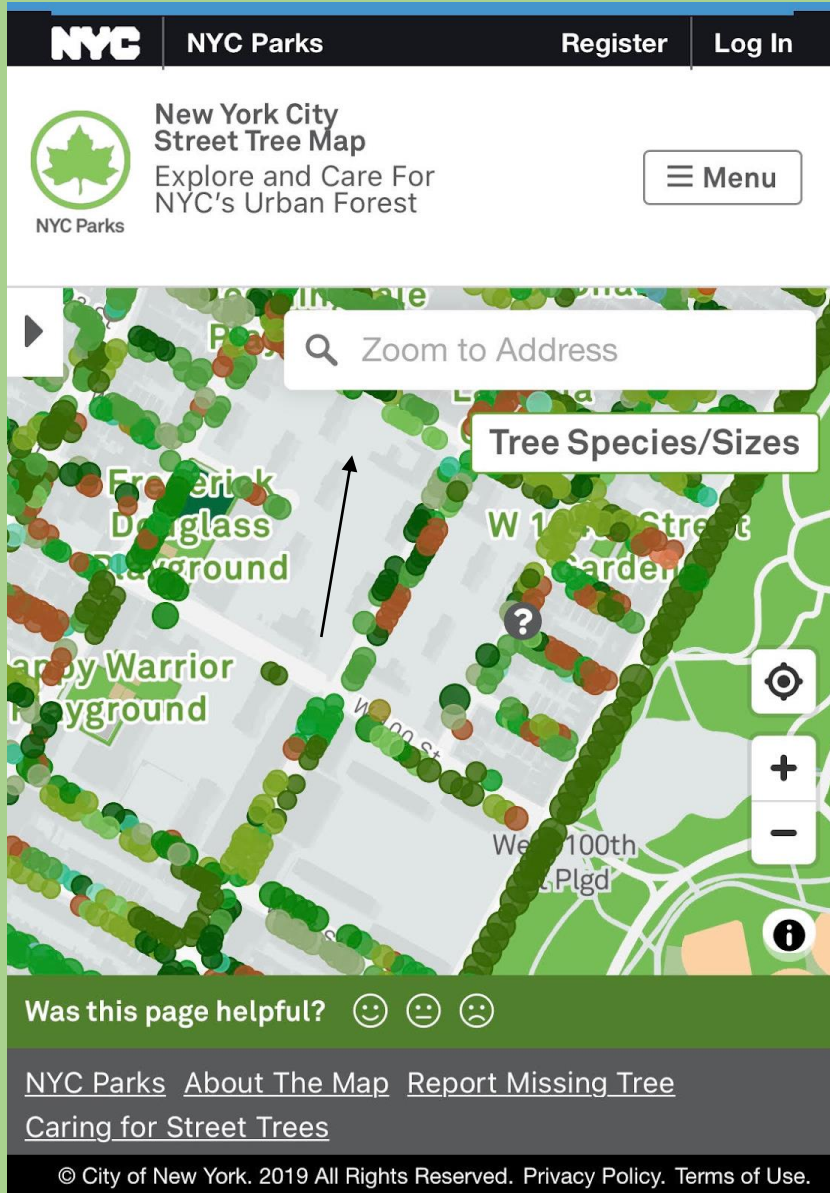 NYC
NYC Parks
Register
Log In
NYC Parks
New York City
Street Tree Map
Explore and Care For
NYC's Urban Forest
Menu
Zoom to Address
Tree Species/Sizes
Frederick
Douglass
Playground
W 104th Street
Garden
?
Happy Warrior
Playground
W 100 St
West 100th
Plgd
Was this page helpful?
NYC Parks About The Map Report Missing Tree
Caring for Street Trees
© City of New York. 2019 All Rights Reserved. Privacy Policy. Terms of Use.